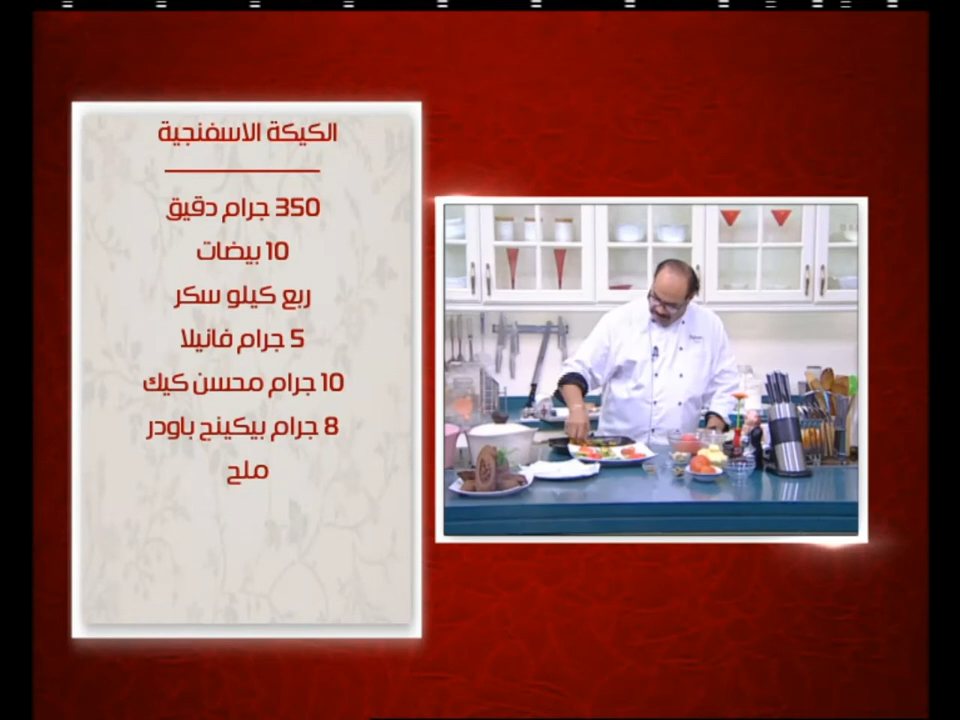 الكيكة الاسفنجية
350 جرام دقيق
10 بيضات
ربع كيلو سكر
5 جرام فانيلا
10 جرام محسن كيك
8 جرام بيكينج باودر
ملح